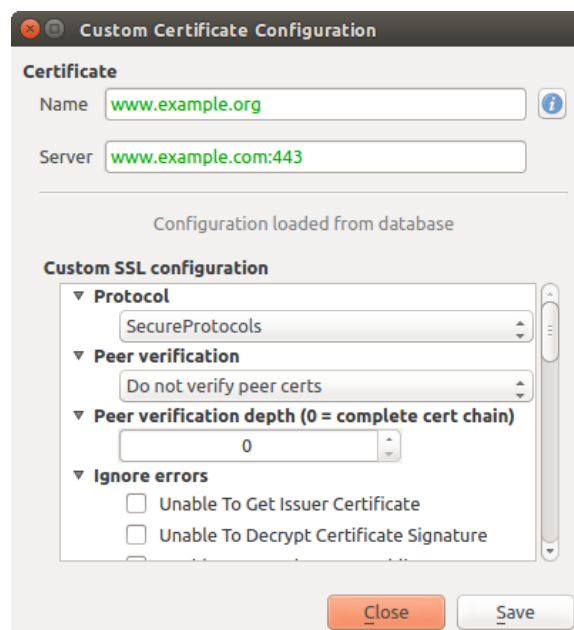 Custom Certificate Configuration
Certificate
Name www.example.org
Server www.example.com:443
Configuration loaded from database
Custom SSL configuration
Protocol
SecureProtocols
Peer verification
Do not verify peer certs
Peer verification depth (0 = complete cert chain)
0
Ignore errors
Unable To Get Issuer Certificate
Unable To Decrypt Certificate Signature
Close Save